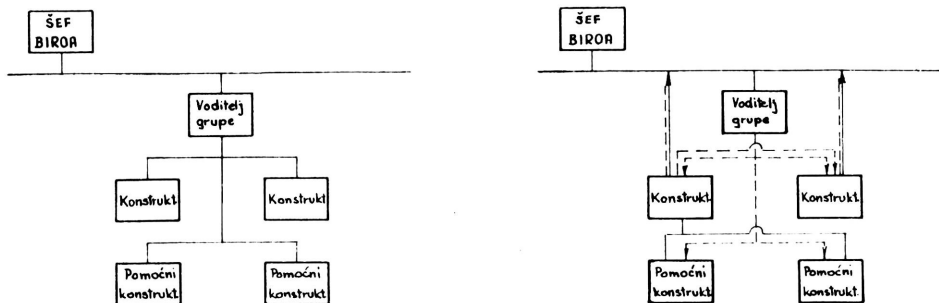 ŠEF
BIROA
Voditelj
grupe
Konstrukt
Konstrukt
Pomoćni
konstrukt
Pomoćni
konstrukt
ŠEF
BIROA
Voditelj
grupe
Konstrukt.
Konstrukt.
Pomoćni
konstrukt
Pomoćni
konstrukt.